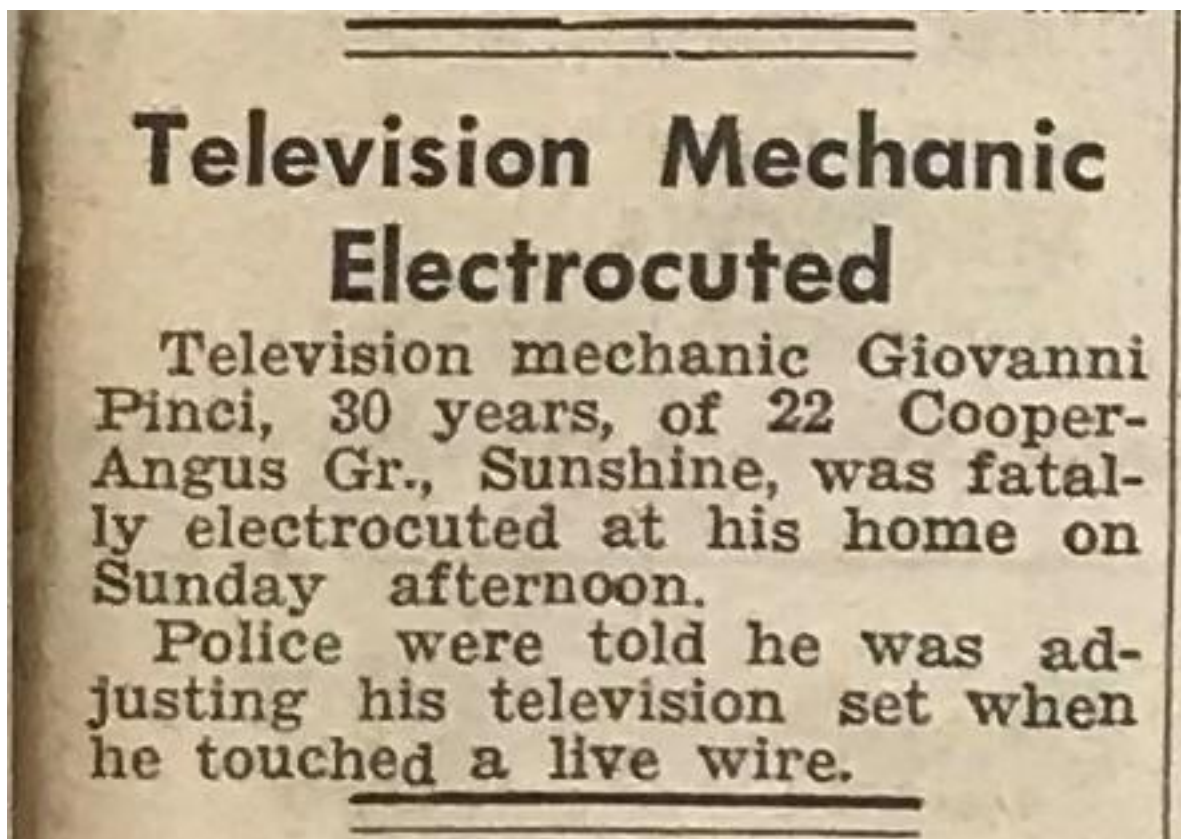 Television Mechanic
Electrocuted
Television mechanic Giovanni
Pinci, 30 years, of 22 Cooper-
Angus Gr., Sunshine, was fatal-
ly electrocuted at his home on
Sunday afternoon.
Police were told he was ad-
justing his television set when
he touched a live wire.